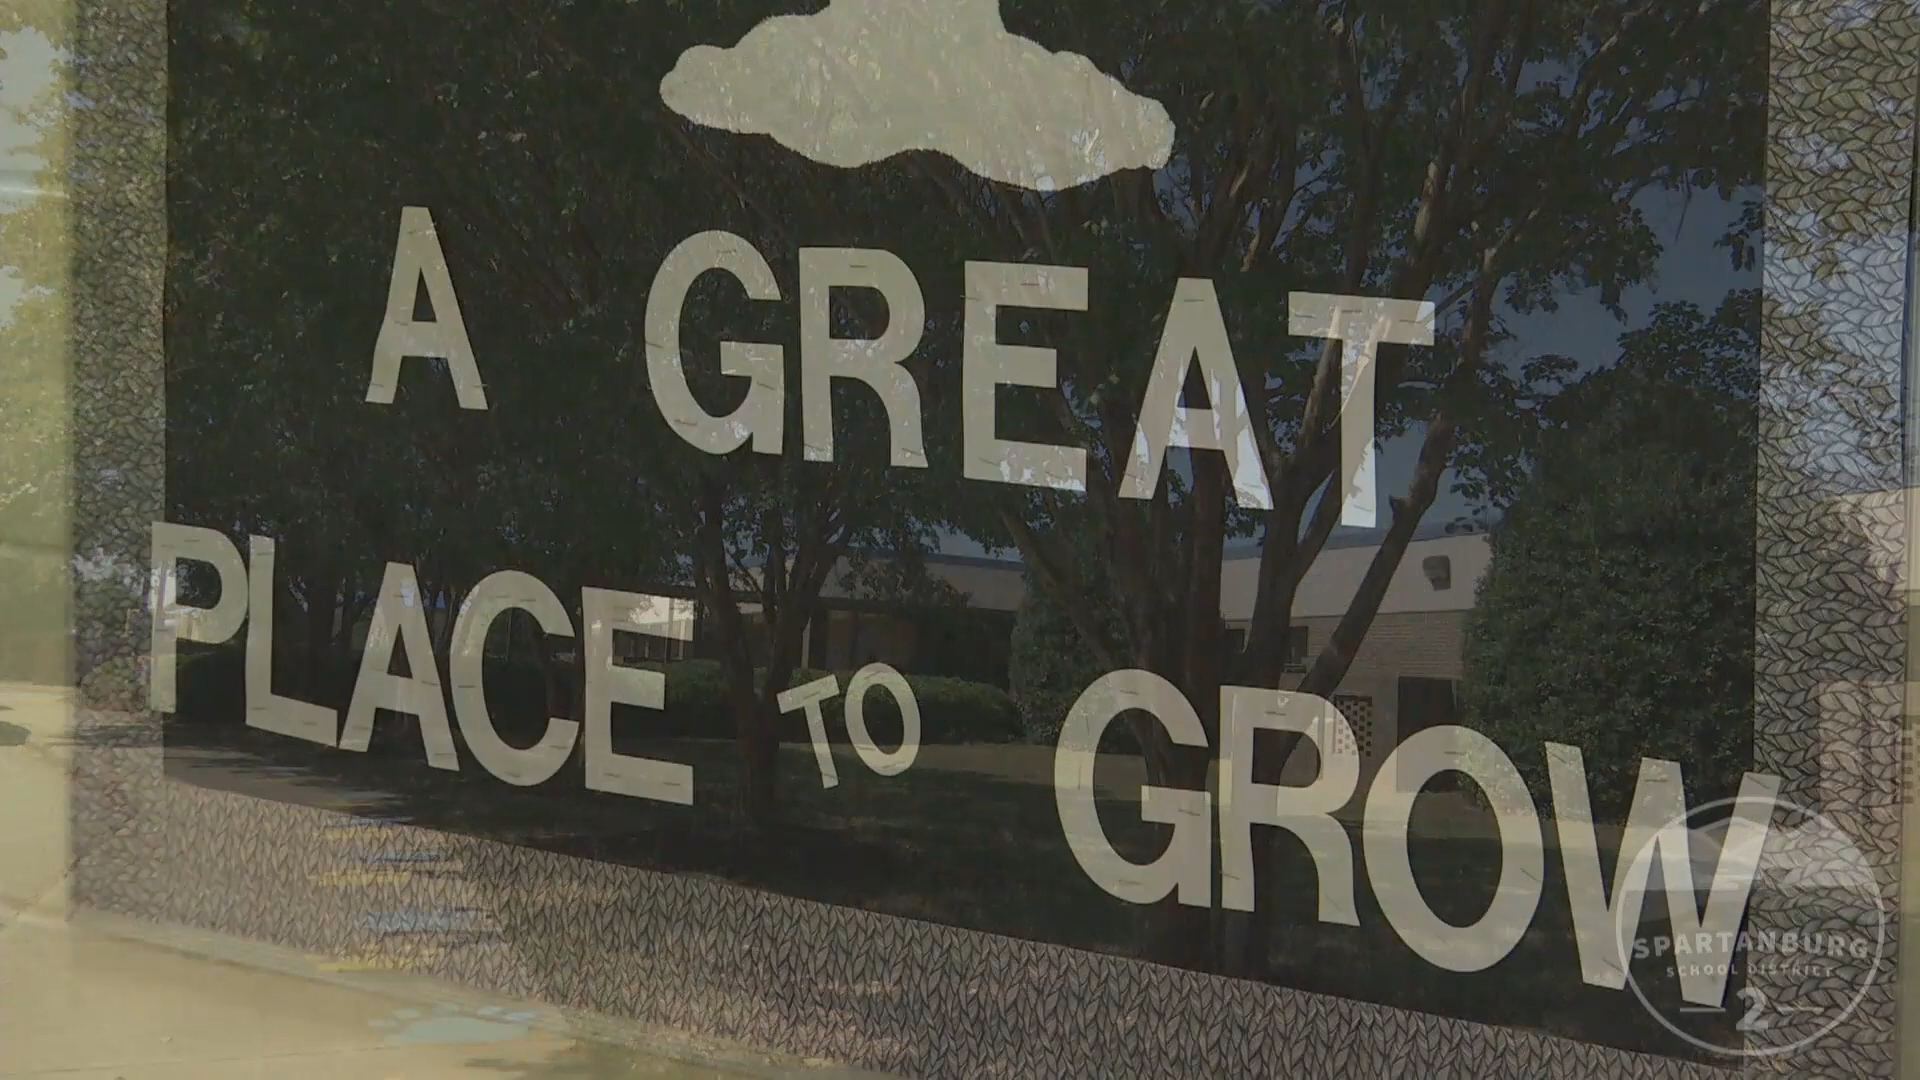 A GREAT
PLACE TO GROW
SPARTANBURG
SCHOOL DISTRICT
2